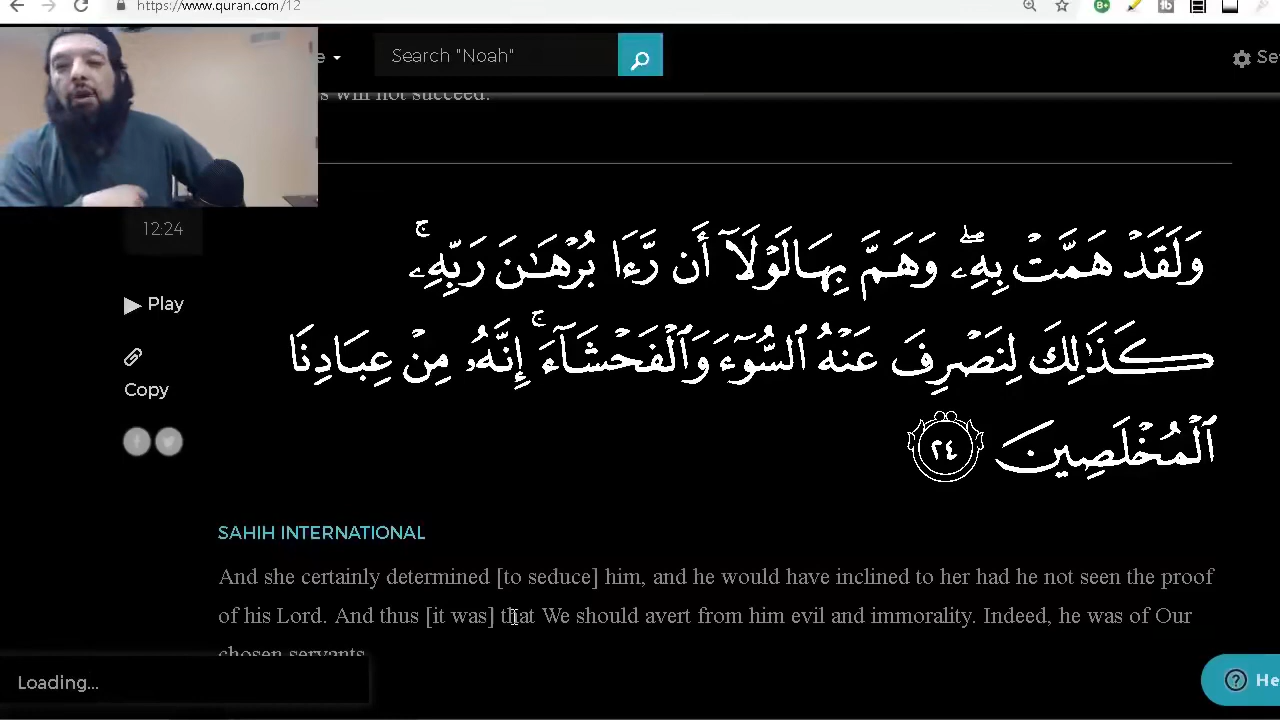 https://www.quran.com/12
Search "Noah"
will not succeed.
12:24
Play
Copy
وَلَقَدْ هَمَّتْ بِهِۦ ۖ وَهَمَّ بِهَا لَوْلَآ أَن رَّءَا بُرْهَـٰنَ رَبِّهِۦ ۚ
كَذَٰلِكَ لِنَصْرِفَ عَنْهُ ٱلسُّوٓءَ وَٱلْفَحْشَآءَ ۚ إِنَّهُۥ مِنْ عِبَادِنَا
ٱلْمُخْلَصِينَ ٢٤
SAHIH INTERNATIONAL
And she certainly determined [to seduce] him, and he would have inclined to her had he not seen the proof
of his Lord. And thus [it was] that We should avert from him evil and immorality. Indeed, he was of Our
chosen servants.
Loading...